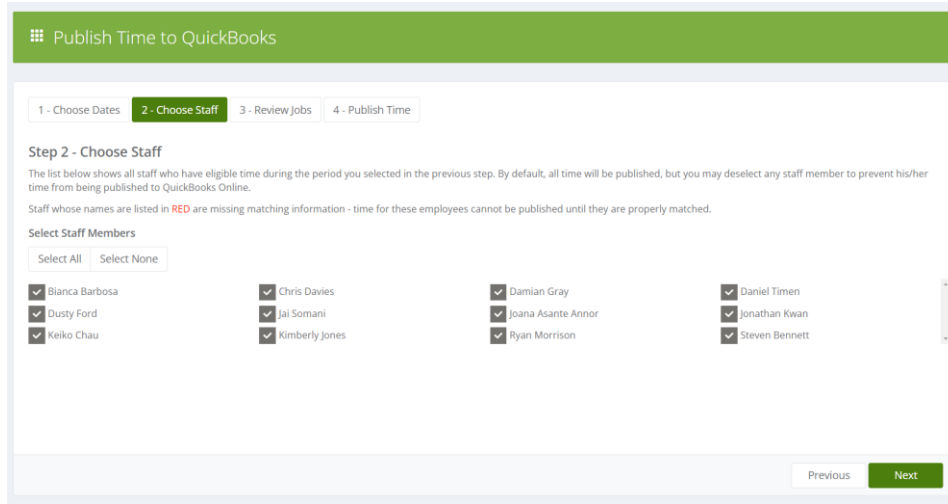 Publish Time to QuickBooks
1 - Choose Dates 2 - Choose Staff 3 - Review Jobs 4 - Publish Time
Step 2 - Choose Staff
The list below shows all staff who have eligible time during the period you selected in the previous step. By default, all time will be published, but you may deselect any staff member to prevent his/her
time from being published to QuickBooks Online.
Staff whose names are listed in RED are missing matching information - time for these employees cannot be published until they are properly matched.
Select Staff Members
Select All Select None
Bianca Barbosa Chris Davies Damian Gray Daniel Timen
Dusty Ford Jai Somani Joana Asante Annor Jonathan Kwan
Keiko Chau Kimberly Jones Ryan Morrison Steven Bennett
Previous Next